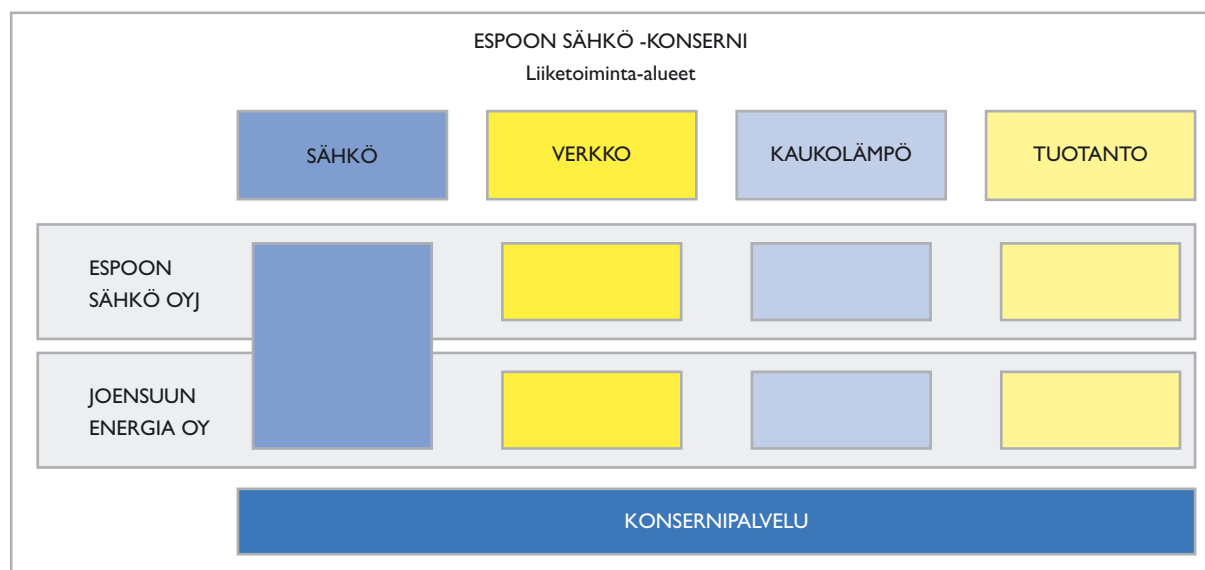 ESPOON SÄHKÖ -KONSERNI
Liiketoiminta-alueet
SÄHKÖ
VERKKO
KAUKOLÄMPÖ
TUOTANTO
ESPOON
SÄHKÖ OYJ
JOENSUUN
ENERGIA OY
KONSERNIPALVELU